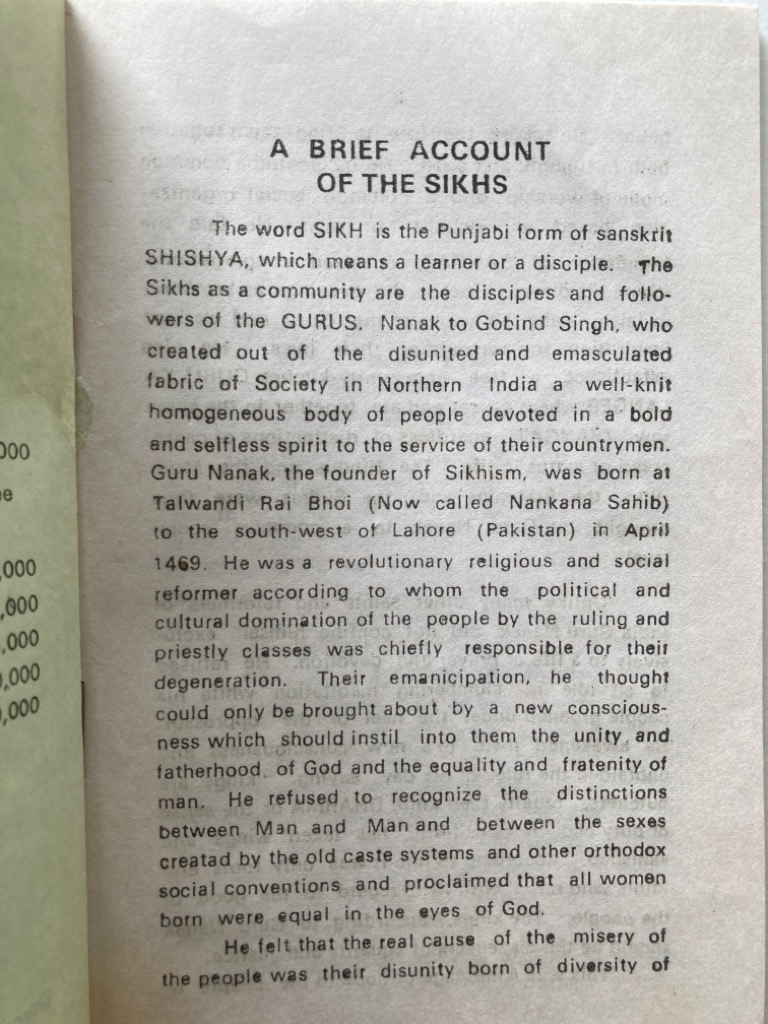 000
e
,000
,000
,000
,000
,000
A BRIEF ACCOUNT
OF THE SIKHS
The word SIKH is the Punjabi form of sanskrit
SHISHYA, which means a learner or a disciple. The
Sikhs as a community are the disciples and follo-
wers of the GURUS, Nanak to Gobind Singh, who
created out of the disunited and emasculated
fabric of Society in Northern India a well-knit
homogeneous body of people devoted in a bold
and selfless spirit to the service of their countrymen.
Guru Nanak, the founder of Sikhism, was born at
Talwandi Rai Bhoi (Now called Nankana Sahib)
to the south-west of Lahore (Pakistan) in April
1469. He was a revolutionary religious and social
reformer according to whom the political and
cultural domination of the people by the ruling and
priestly classes was chiefly responsible for their
degeneration. Their emanicipation, he thought
could only be brought about by a new conscious-
ness which should instil into them the unity and
fatherhood of God and the equality and fratenity of
man. He refused to recognize the distinctions
between Man and Man and between the sexes
creatad by the old caste systems and other orthodox
social conventions and proclaimed that all women
born were equal in the eyes of God.
He felt that the real cause of the misery of
the people was their disunity born of diversity of